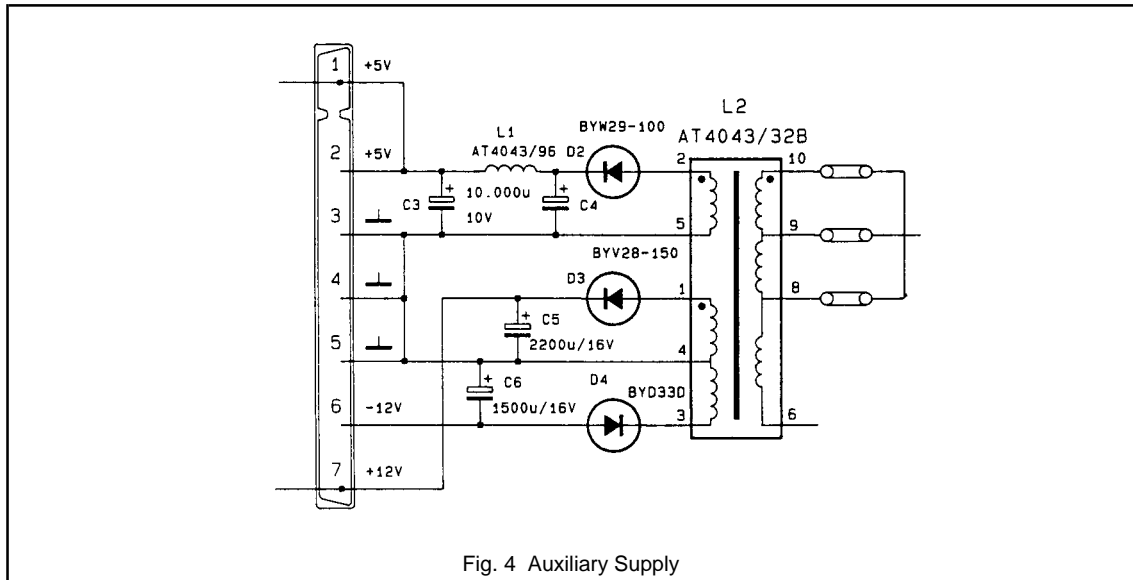 1 +5V
L2
AT4043/32B
BYW29-100
L1
AT4043/96
D2
2 +5V
2
10
C3
10.000u
10V
C4
3
5
9
BYV28-150
4
D3
1
8
C5
2200u/16V
5
4
C6
1500u/16V
D4
BYD33D
6 -12V
3
6
7 +12V
Fig. 4 Auxiliary Supply